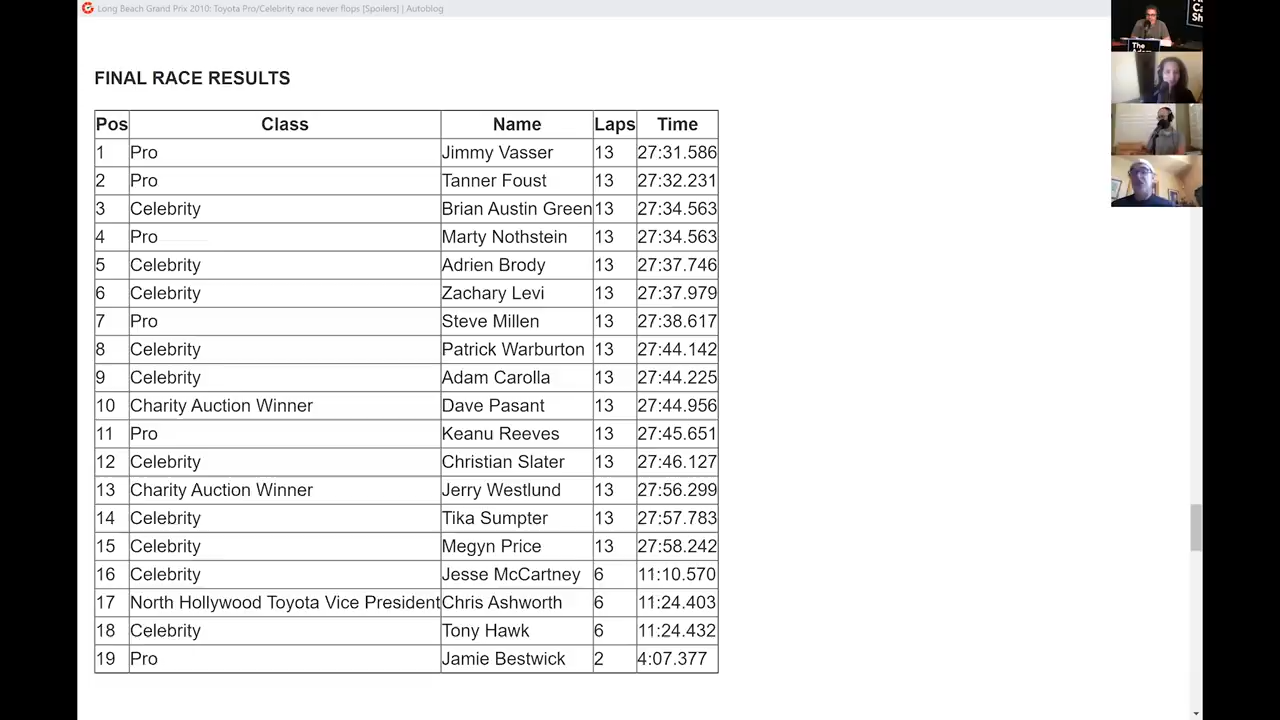 Long Beach Grand Prix 2010: Toyota Pro/Celebrity race never flops [Spoilers] | Autoblog
FINAL RACE RESULTS
Pos Class Name Laps Time
1 Pro Jimmy Vasser 13 27:31.586
2 Pro Tanner Foust 13 27:32.231
3 Celebrity Brian Austin Green 13 27:34.563
4 Pro Marty Nothstein 13 27:34.563
5 Celebrity Adrien Brody 13 27:37.746
6 Celebrity Zachary Levi 13 27:37.979
7 Pro Steve Millen 13 27:38.617
8 Celebrity Patrick Warburton 13 27:44.142
9 Celebrity Adam Carolla 13 27:44.225
10 Charity Auction Winner Dave Pasant 13 27:44.956
11 Pro Keanu Reeves 13 27:45.651
12 Celebrity Christian Slater 13 27:46.127
13 Charity Auction Winner Jerry Westlund 13 27:56.299
14 Celebrity Tika Sumpter 13 27:57.783
15 Celebrity Megyn Price 13 27:58.242
16 Celebrity Jesse McCartney 6 11:10.570
17 North Hollywood Toyota Vice President Chris Ashworth 6 11:24.403
18 Celebrity Tony Hawk 6 11:24.432
19 Pro Jamie Bestwick 2 4:07.377
Ca
Sh
The